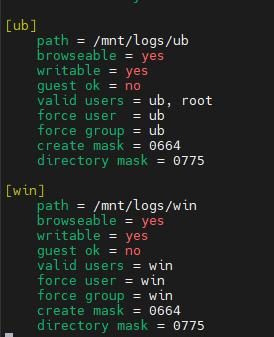 [ub]
path = /mnt/logs/ub
browseable = yes
writable = yes
guest ok = no
valid users = ub, root
force user  = ub
force group = ub
create mask = 0664
directory mask = 0775
[win]
path = /mnt/logs/win
browseable = yes
writable = yes
guest ok = no
valid users = win
force user = win
force group = win
create mask = 0664
directory mask = 0775